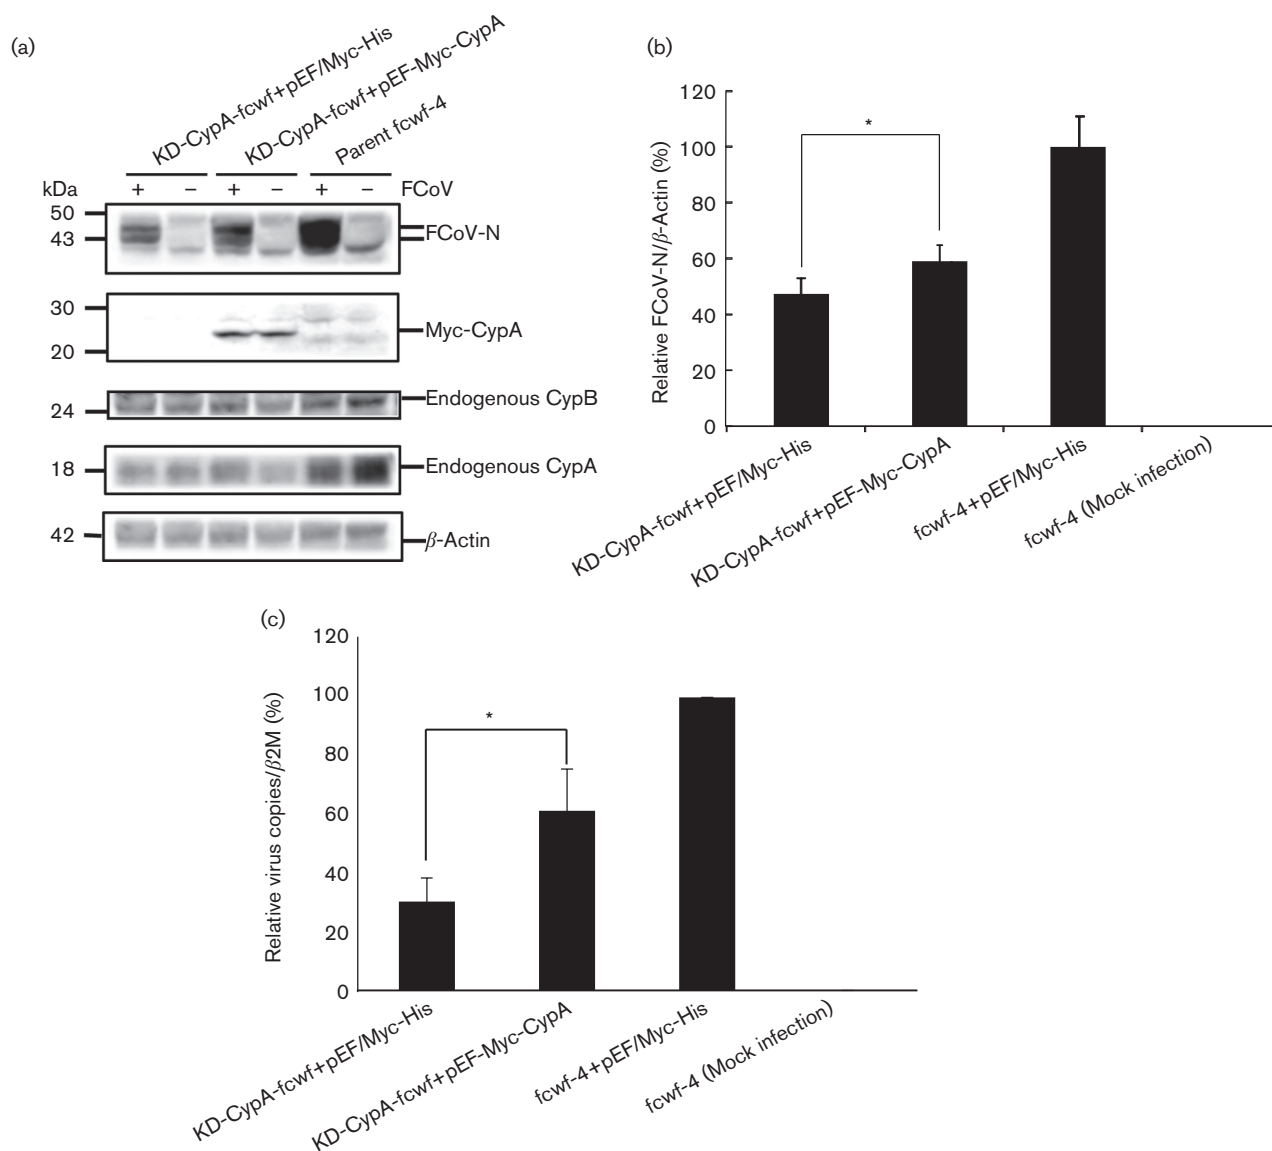 (a)
KD-CypA-fcwf+pEF/Myc-His
KD-CypA-fcwf+pEF-Myc-CypA
Parent fcwf-4
kDa + − + − + − FCoV
50
43
FCoV-N
30
20
Myc-CypA
24
Endogenous CypB
18
Endogenous CypA
42
β-Actin
(b)
Relative FCoV-N/β-Actin (%)
120
100
80
60
40
20
0
*
KD-CypA-fcwf+pEF/Myc-His
KD-CypA-fcwf+pEF-Myc-CypA
fcwf-4+pEF/Myc-His
fcwf-4 (Mock infection)
(c)
Relative virus copies/β2M (%)
120
100
80
60
40
20
0
*
KD-CypA-fcwf+pEF/Myc-His
KD-CypA-fcwf+pEF-Myc-CypA
fcwf-4+pEF/Myc-His
fcwf-4 (Mock infection)